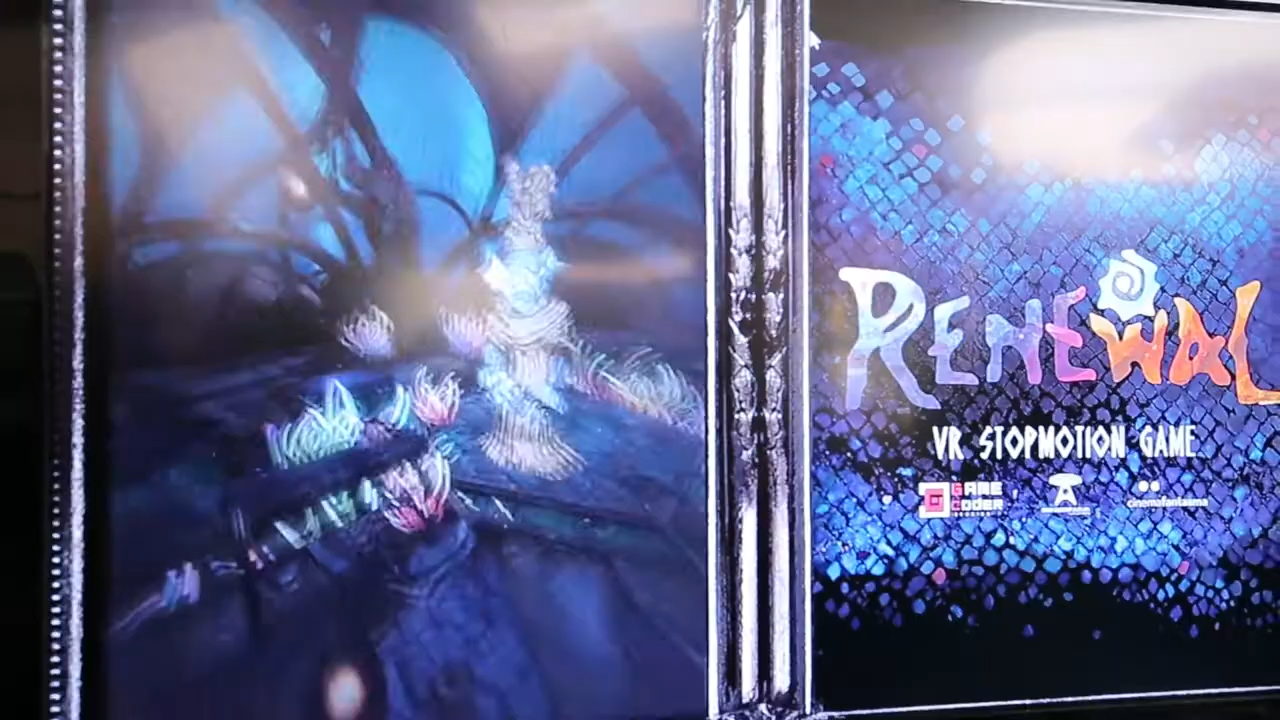 RENEWAL
VR STOPMOTION GAME
GAME
CODER
cinemafantasma